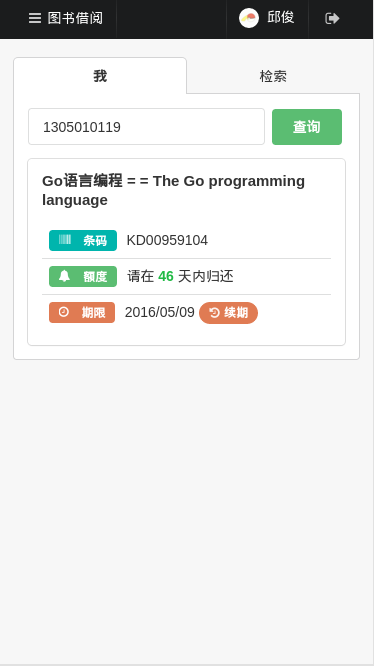 图书借阅 邱俊
我 检索
1305010119 查询
Go语言编程 = = The Go programming
language
条码 KD00959104
额度 请在 46 天内归还
期限 2016/05/09 续期